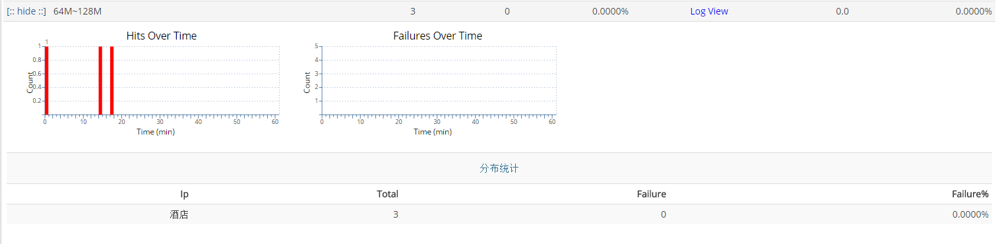 [:: hide ::] 64M~128M 3 0 0.0000% Log View 0.0 0.0000%
Hits Over Time
1
1
0.8
0.6
0.4
0.2
Count
0 10 20 30 40 50 60
Time (min)
Failures Over Time
5
4
3
2
1
Count
0 10 20 30 40 50 60
Time (min)
分布统计
Ip Total Failure Failure%
酒店 3 0 0.0000%